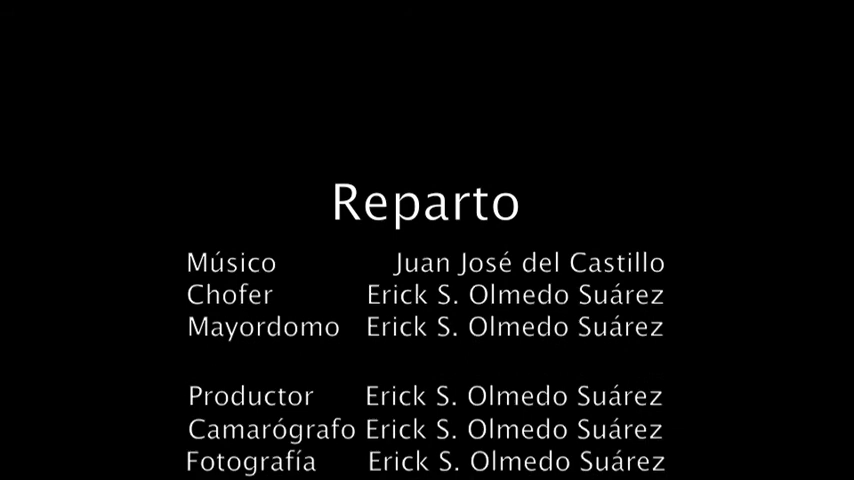 Reparto
Músico Juan José del Castillo
Chofer Erick S. Olmedo Suárez
Mayordomo Erick S. Olmedo Suárez
Productor Erick S. Olmedo Suárez
Camarógrafo Erick S. Olmedo Suárez
Fotografía Erick S. Olmedo Suárez